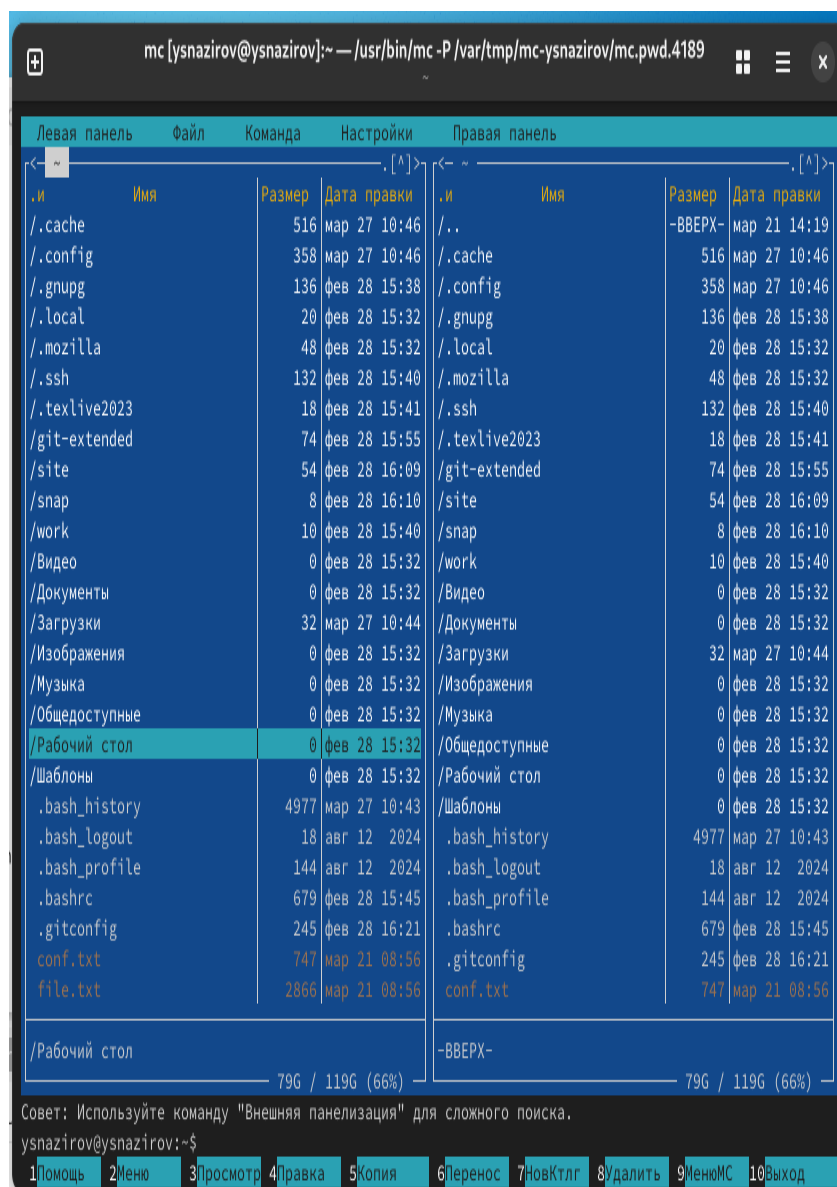 mc [ysnazirov@ysnazirov]:~ — /usr/bin/mc -P /var/tmp/mc-ysnazirov/mc.pwd.4189
~
Левая панель Файл Команда Настройки Правая панель
<— ~ .[^]> <— ~ .[^]>
.и Имя Размер Дата правки .и Имя Размер Дата правки
/.cache 516 мар 27 10:46 /.. -ВВЕРХ- мар 21 14:19
/.config 358 мар 27 10:46 /.cache 516 мар 27 10:46
/.gnupg 136 фев 28 15:38 /.config 358 мар 27 10:46
/.local 20 фев 28 15:32 /.gnupg 136 фев 28 15:38
/.mozilla 48 фев 28 15:32 /.local 20 фев 28 15:32
/.ssh 132 фев 28 15:40 /.mozilla 48 фев 28 15:32
/.texlive2023 18 фев 28 15:41 /.ssh 132 фев 28 15:40
/git-extended 74 фев 28 15:55 /.texlive2023 18 фев 28 15:41
/site 54 фев 28 16:09 /git-extended 74 фев 28 15:55
/snap 8 фев 28 16:10 /site 54 фев 28 16:09
/work 10 фев 28 15:40 /snap 8 фев 28 16:10
/Видео 0 фев 28 15:32 /work 10 фев 28 15:40
/Документы 0 фев 28 15:32 /Видео 0 фев 28 15:32
/Загрузки 32 мар 27 10:44 /Документы 0 фев 28 15:32
/Изображения 0 фев 28 15:32 /Загрузки 32 мар 27 10:44
/Музыка 0 фев 28 15:32 /Изображения 0 фев 28 15:32
/Общедоступные 0 фев 28 15:32 /Музыка 0 фев 28 15:32
/Рабочий стол 0 фев 28 15:32 /Общедоступные 0 фев 28 15:32
/Шаблоны 0 фев 28 15:32 /Рабочий стол 0 фев 28 15:32
.bash_history 4977 мар 27 10:43 /Шаблоны 0 фев 28 15:32
.bash_logout 18 авг 12 2024 .bash_history 4977 мар 27 10:43
.bash_profile 144 авг 12 2024 .bash_logout 18 авг 12 2024
.bashrc 679 фев 28 15:45 .bash_profile 144 авг 12 2024
.gitconfig 245 фев 28 16:21 .bashrc 679 фев 28 15:45
conf.txt 747 мар 21 08:56 .gitconfig 245 фев 28 16:21
file.txt 2866 мар 21 08:56 conf.txt 747 мар 21 08:56
/Рабочий стол -ВВЕРХ-
79G / 119G (66%) 79G / 119G (66%)
Совет: Используйте команду "Внешняя панелизация" для сложного поиска.
ysnazirov@ysnazirov:~$
1Помощь 2Меню 3Просмотр 4Правка 5Копия 6Перенос 7НовКтлг 8Удалить 9МенюMC 10Выход